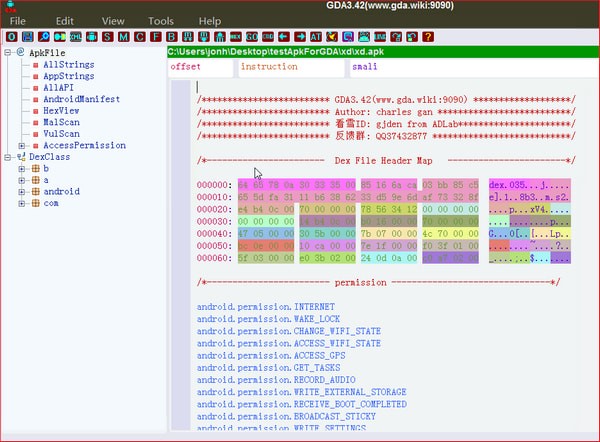 GDA3.42(www.gda.wiki:9090)
File Edit View Tools Help
C:\Users\jonh\Desktop\testApkForGDA\xd\xd.apk
offset instruction smali
ApkFile
AllStrings
AppStrings
AllAPI
AndroidManifest
HexView
MalScan
VulScan
AccessPermission
DexClass
b
a
android
com
/************************* GDA3.42(www.gda.wiki:9090) *******************/
/************************* Author: charles gan *******************/
/************************* 看雪ID: gjden from ADLab*******************/
/************************* 反馈群: QQ37432877 *******************/
/*----------------------- Dex File Header Map -----------------------*/
000000: 64 65 78 0a 30 33 35 00 85 16 6a ca 03 bb 85 c5 dex.035...j.....
000010: 65 5d fa 31 11 b6 38 62 33 d5 9e 6d af 73 32 8f
000020: e4 b4 0c 00 70 00 00 00 78 56 34 12 00 00 00 00 ....p...xV4.....
000030: 00 00 00 00
000040: 47 05 00 00 30 5b 00 00 7b 07 00 00 4c 70 00 00 G...0[..{...Lp..
000050:
000060: 5f 03 00 00 e0 3b 02 00 24 0d 0a 00
/*----------------------- permission -----------------------*/
android.permission.INTERNET
android.permission.WAKE_LOCK
android.permission.CHANGE_WIFI_STATE
android.permission.ACCESS_WIFI_STATE
android.permission.ACCESS_GPS
android.permission.GET_TASKS
android.permission.RECORD_AUDIO
android.permission.WRITE_EXTERNAL_STORAGE
android.permission.RECEIVE_BOOT_COMPLETED
android.permission.BROADCAST_STICKY
android.permission.WRITE_SETTINGS